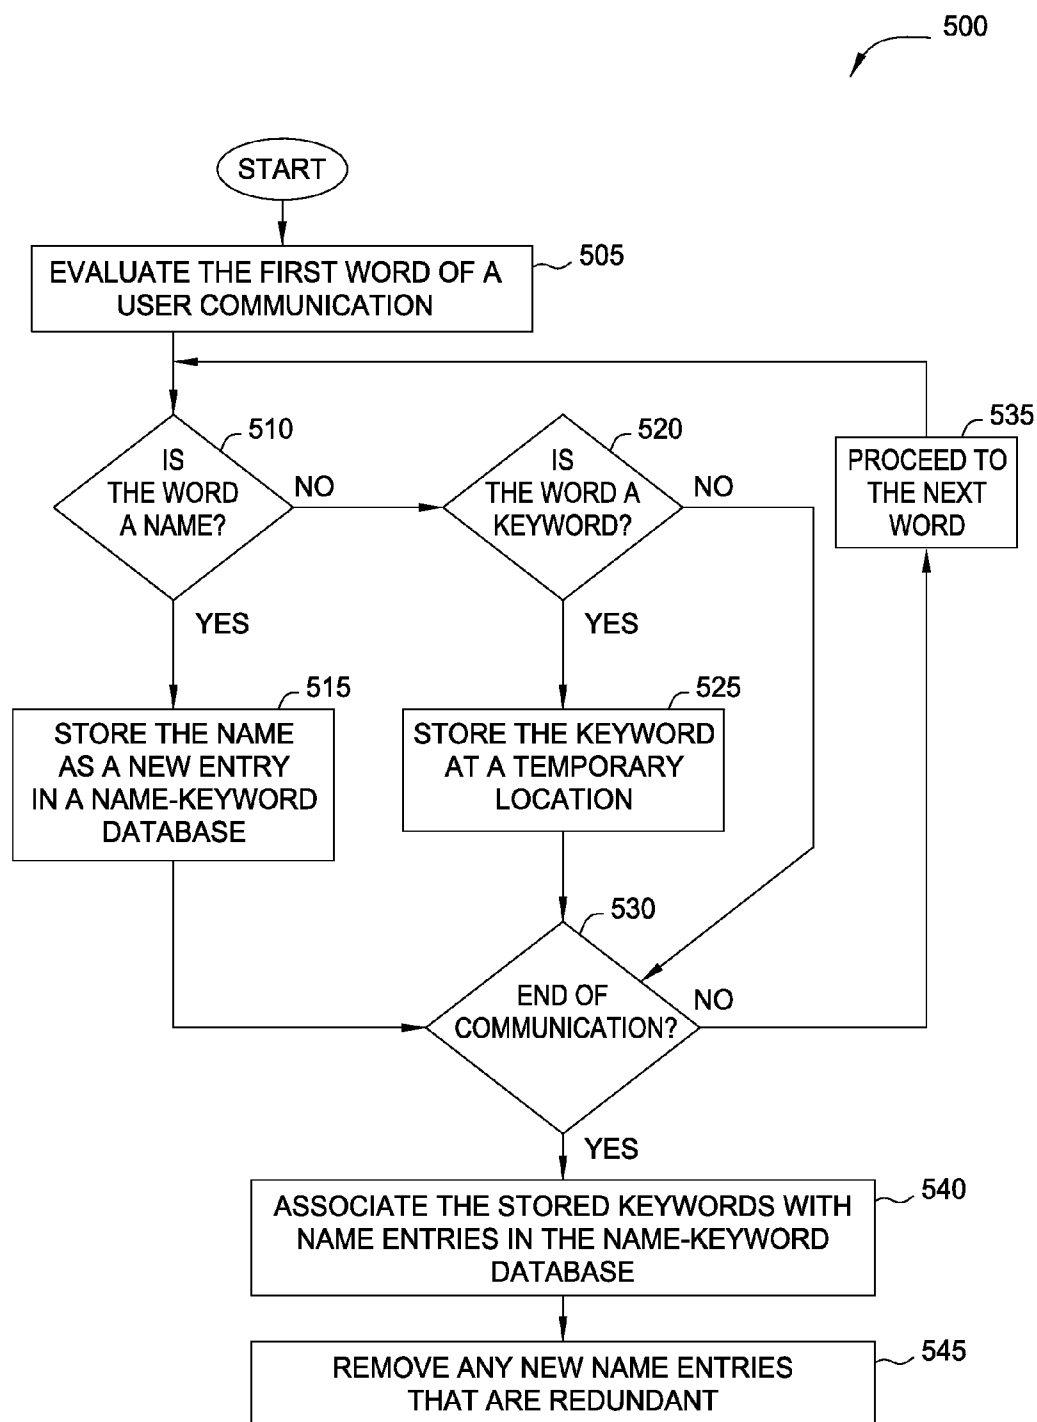 500
START
505
EVALUATE THE FIRST WORD OF A
USER COMMUNICATION
510
IS
THE WORD
A NAME?
NO
520
IS
THE WORD A
KEYWORD?
NO
535
PROCEED TO
THE NEXT
WORD
YES
YES
515
STORE THE NAME
AS A NEW ENTRY
IN A NAME-KEYWORD
DATABASE
525
STORE THE KEYWORD
AT A TEMPORARY
LOCATION
530
END OF
COMMUNICATION?
NO
YES
540
ASSOCIATE THE STORED KEYWORDS WITH
NAME ENTRIES IN THE NAME-KEYWORD
DATABASE
545
REMOVE ANY NEW NAME ENTRIES
THAT ARE REDUNDANT